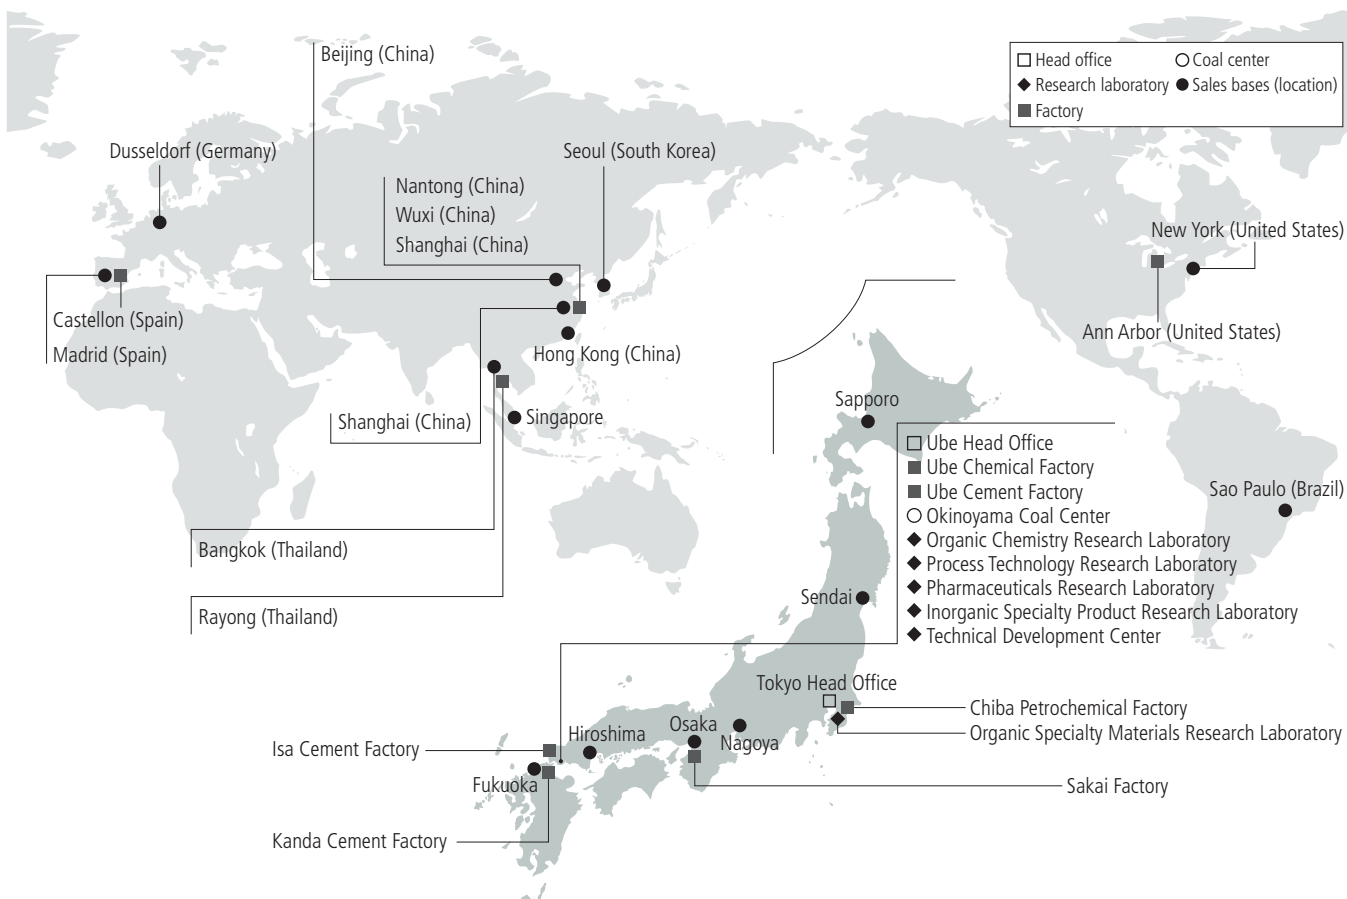 Beijing (China)
Head office
Coal center
Research laboratory
Sales bases (location)
Factory
Dusseldorf (Germany)
Seoul (South Korea)
Nantong (China)
Wuxi (China)
Shanghai (China)
New York (United States)
Castellon (Spain)
Madrid (Spain)
Ann Arbor (United States)
Hong Kong (China)
Shanghai (China)
Singapore
Sapporo
Ube Head Office
Ube Chemical Factory
Ube Cement Factory
Okinoyama Coal Center
Organic Chemistry Research Laboratory
Process Technology Research Laboratory
Pharmaceuticals Research Laboratory
Inorganic Specialty Product Research Laboratory
Technical Development Center
Sao Paulo (Brazil)
Bangkok (Thailand)
Rayong (Thailand)
Sendai
Tokyo Head Office
Chiba Petrochemical Factory
Organic Specialty Materials Research Laboratory
Isa Cement Factory
Hiroshima
Osaka
Nagoya
Fukuoka
Sakai Factory
Kanda Cement Factory